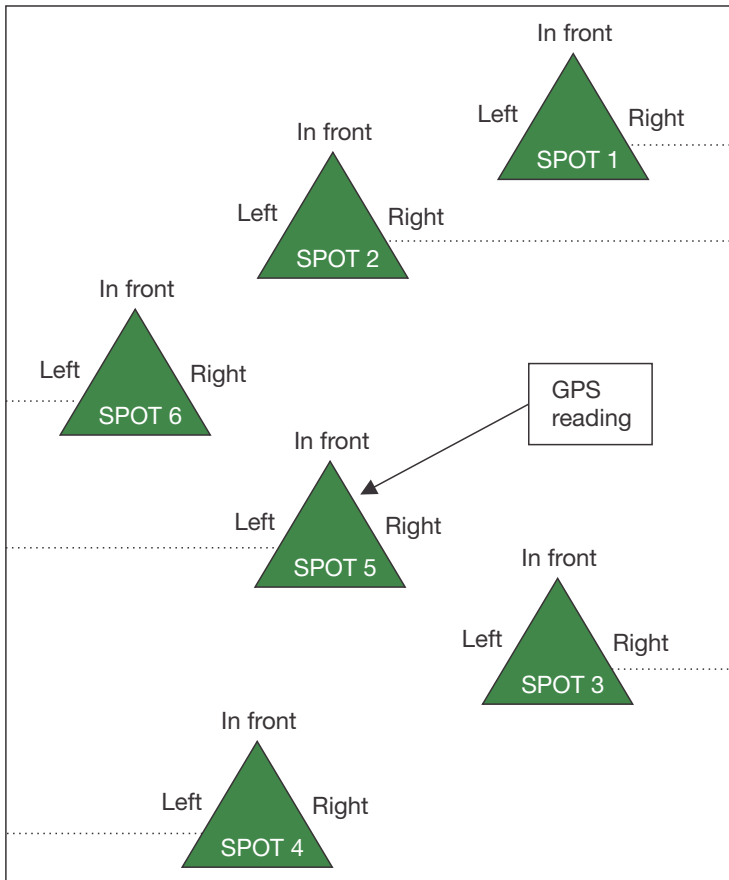 In front
Left
Right
SPOT 1
In front
Left
Right
SPOT 2
In front
Left
Right
SPOT 6
GPS
reading
In front
Left
Right
SPOT 5
In front
Left
Right
SPOT 3
In front
Left
Right
SPOT 4